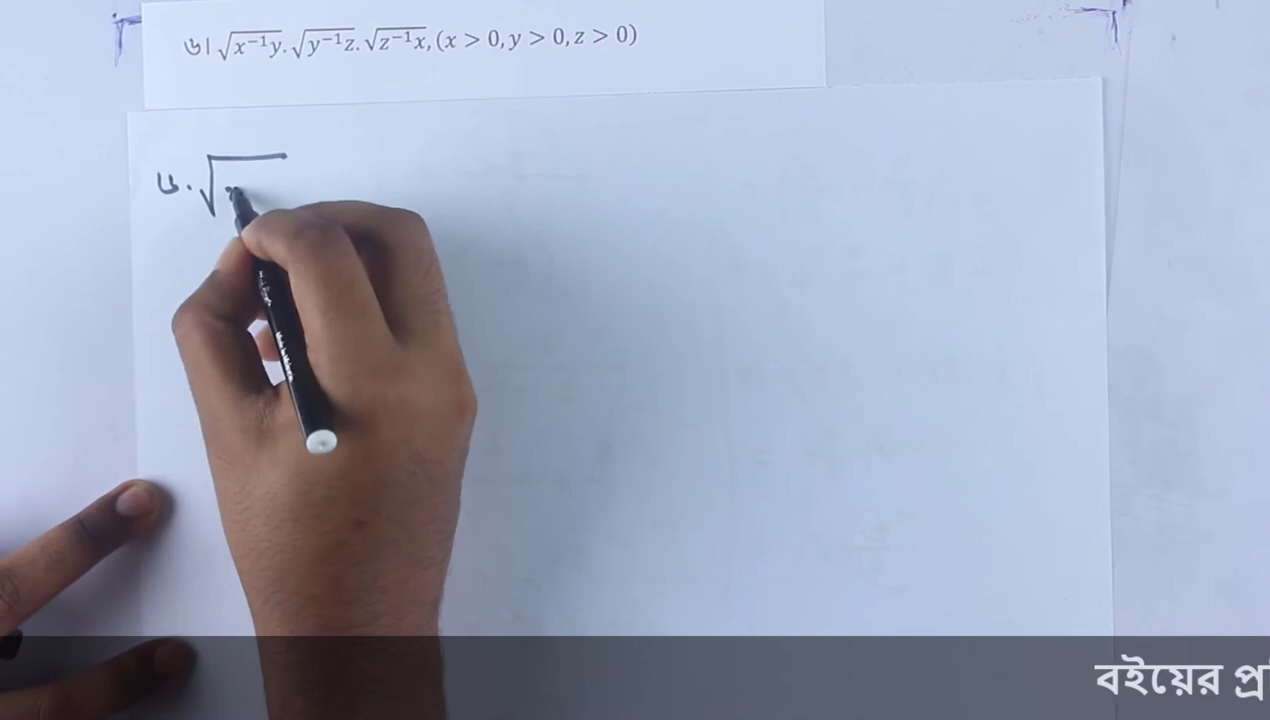 ৬। √x⁻¹y.√y⁻¹z.√z⁻¹x, (x > 0, y > 0, z > 0)
৬. √x
বইয়ের প্র